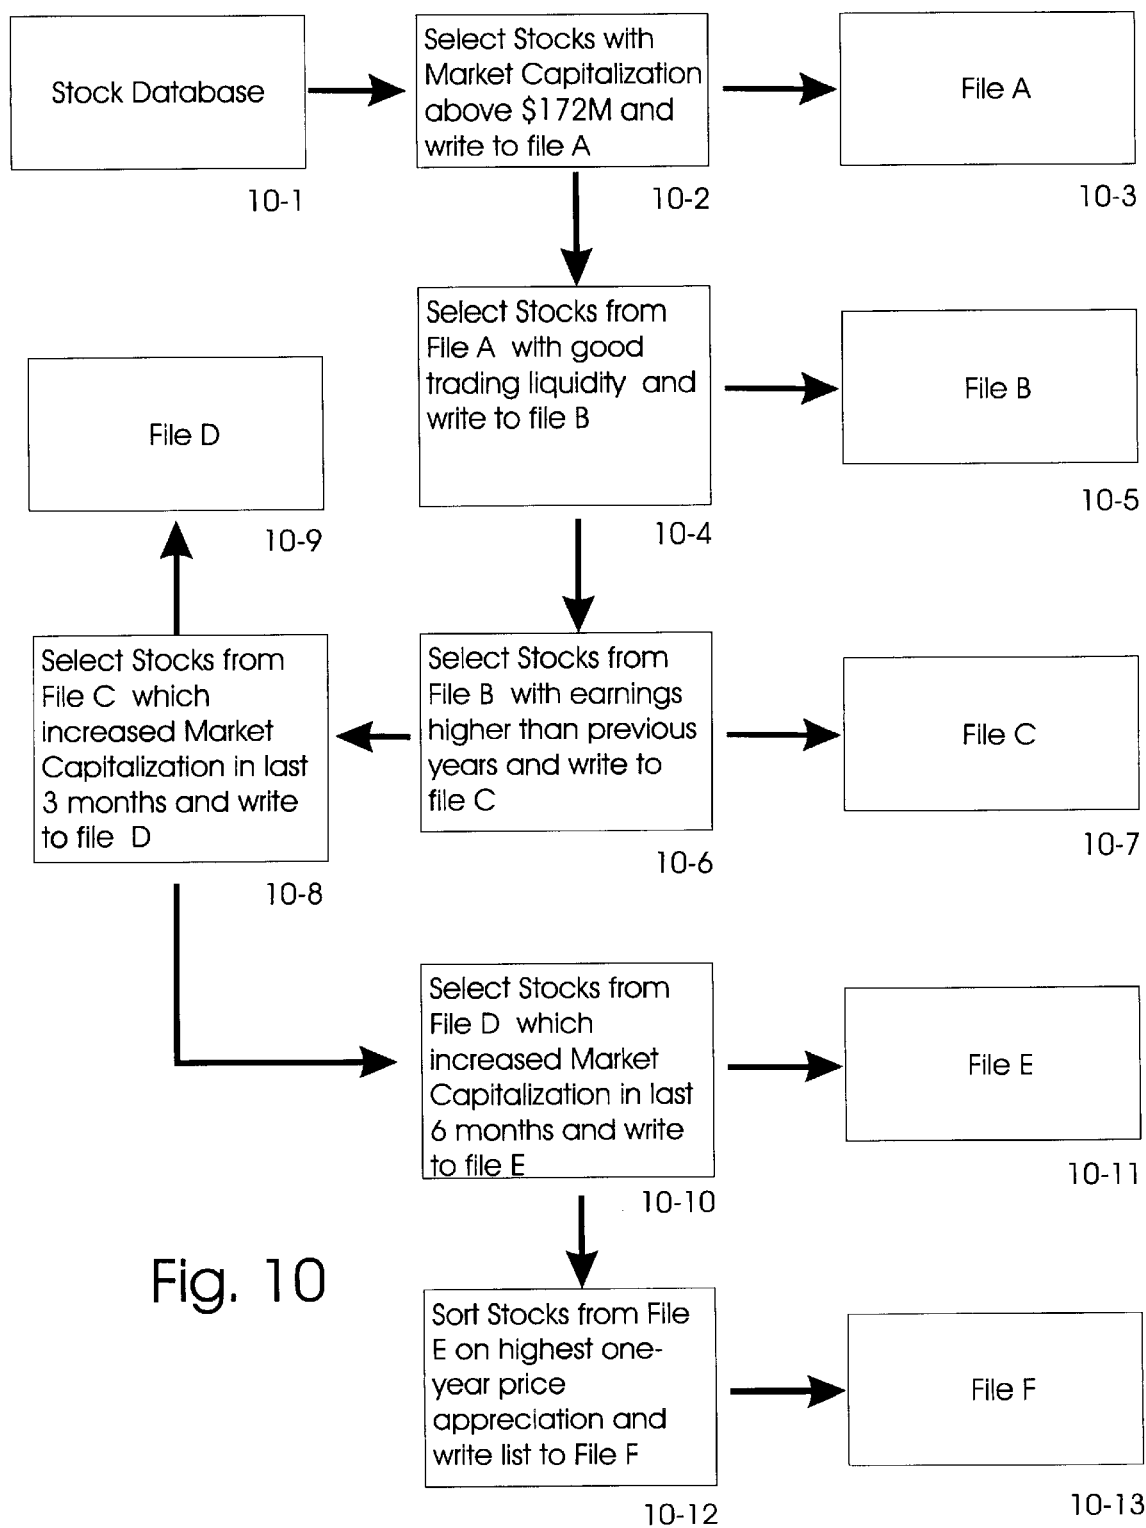 Stock Database
10-1
Select Stocks with
Market Capitalization
above $172M and
write to file A
10-2
File A
10-3
Select Stocks from
File A with good
trading liquidity and
write to file B
10-4
File B
10-5
File D
10-9
Select Stocks from
File C which
increased Market
Capitalization in last
3 months and write
to file D
10-8
Select Stocks from
File B with earnings
higher than previous
years and write to
file C
10-6
File C
10-7
Select Stocks from
File D which
increased Market
Capitalization in last
6 months and write
to file E
10-10
File E
10-11
Fig. 10
Sort Stocks from File
E on highest one-
year price
appreciation and
write list to File F
10-12
File F
10-13